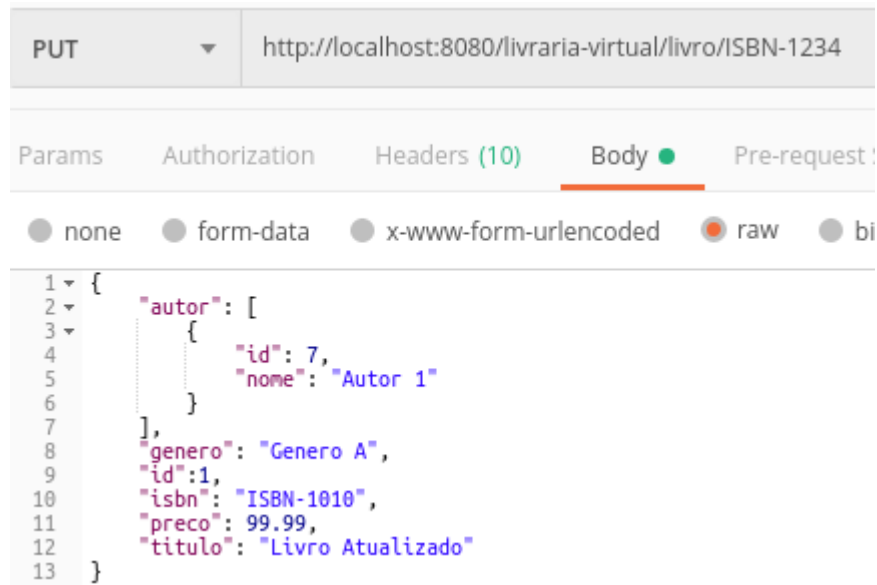 PUT http://localhost:8080/livraria-virtual/livro/ISBN-1234
Params Authorization Headers (10) Body Pre-request
none form-data x-www-form-urlencoded raw bi
1 {
2 "autor": [
3 {
4 "id": 7,
5 "nome": "Autor 1"
6 }
7 ],
8 "genero": "Genero A",
9 "id":1,
10 "isbn": "ISBN-1010",
11 "preco": 99.99,
12 "titulo": "Livro Atualizado"
13 }